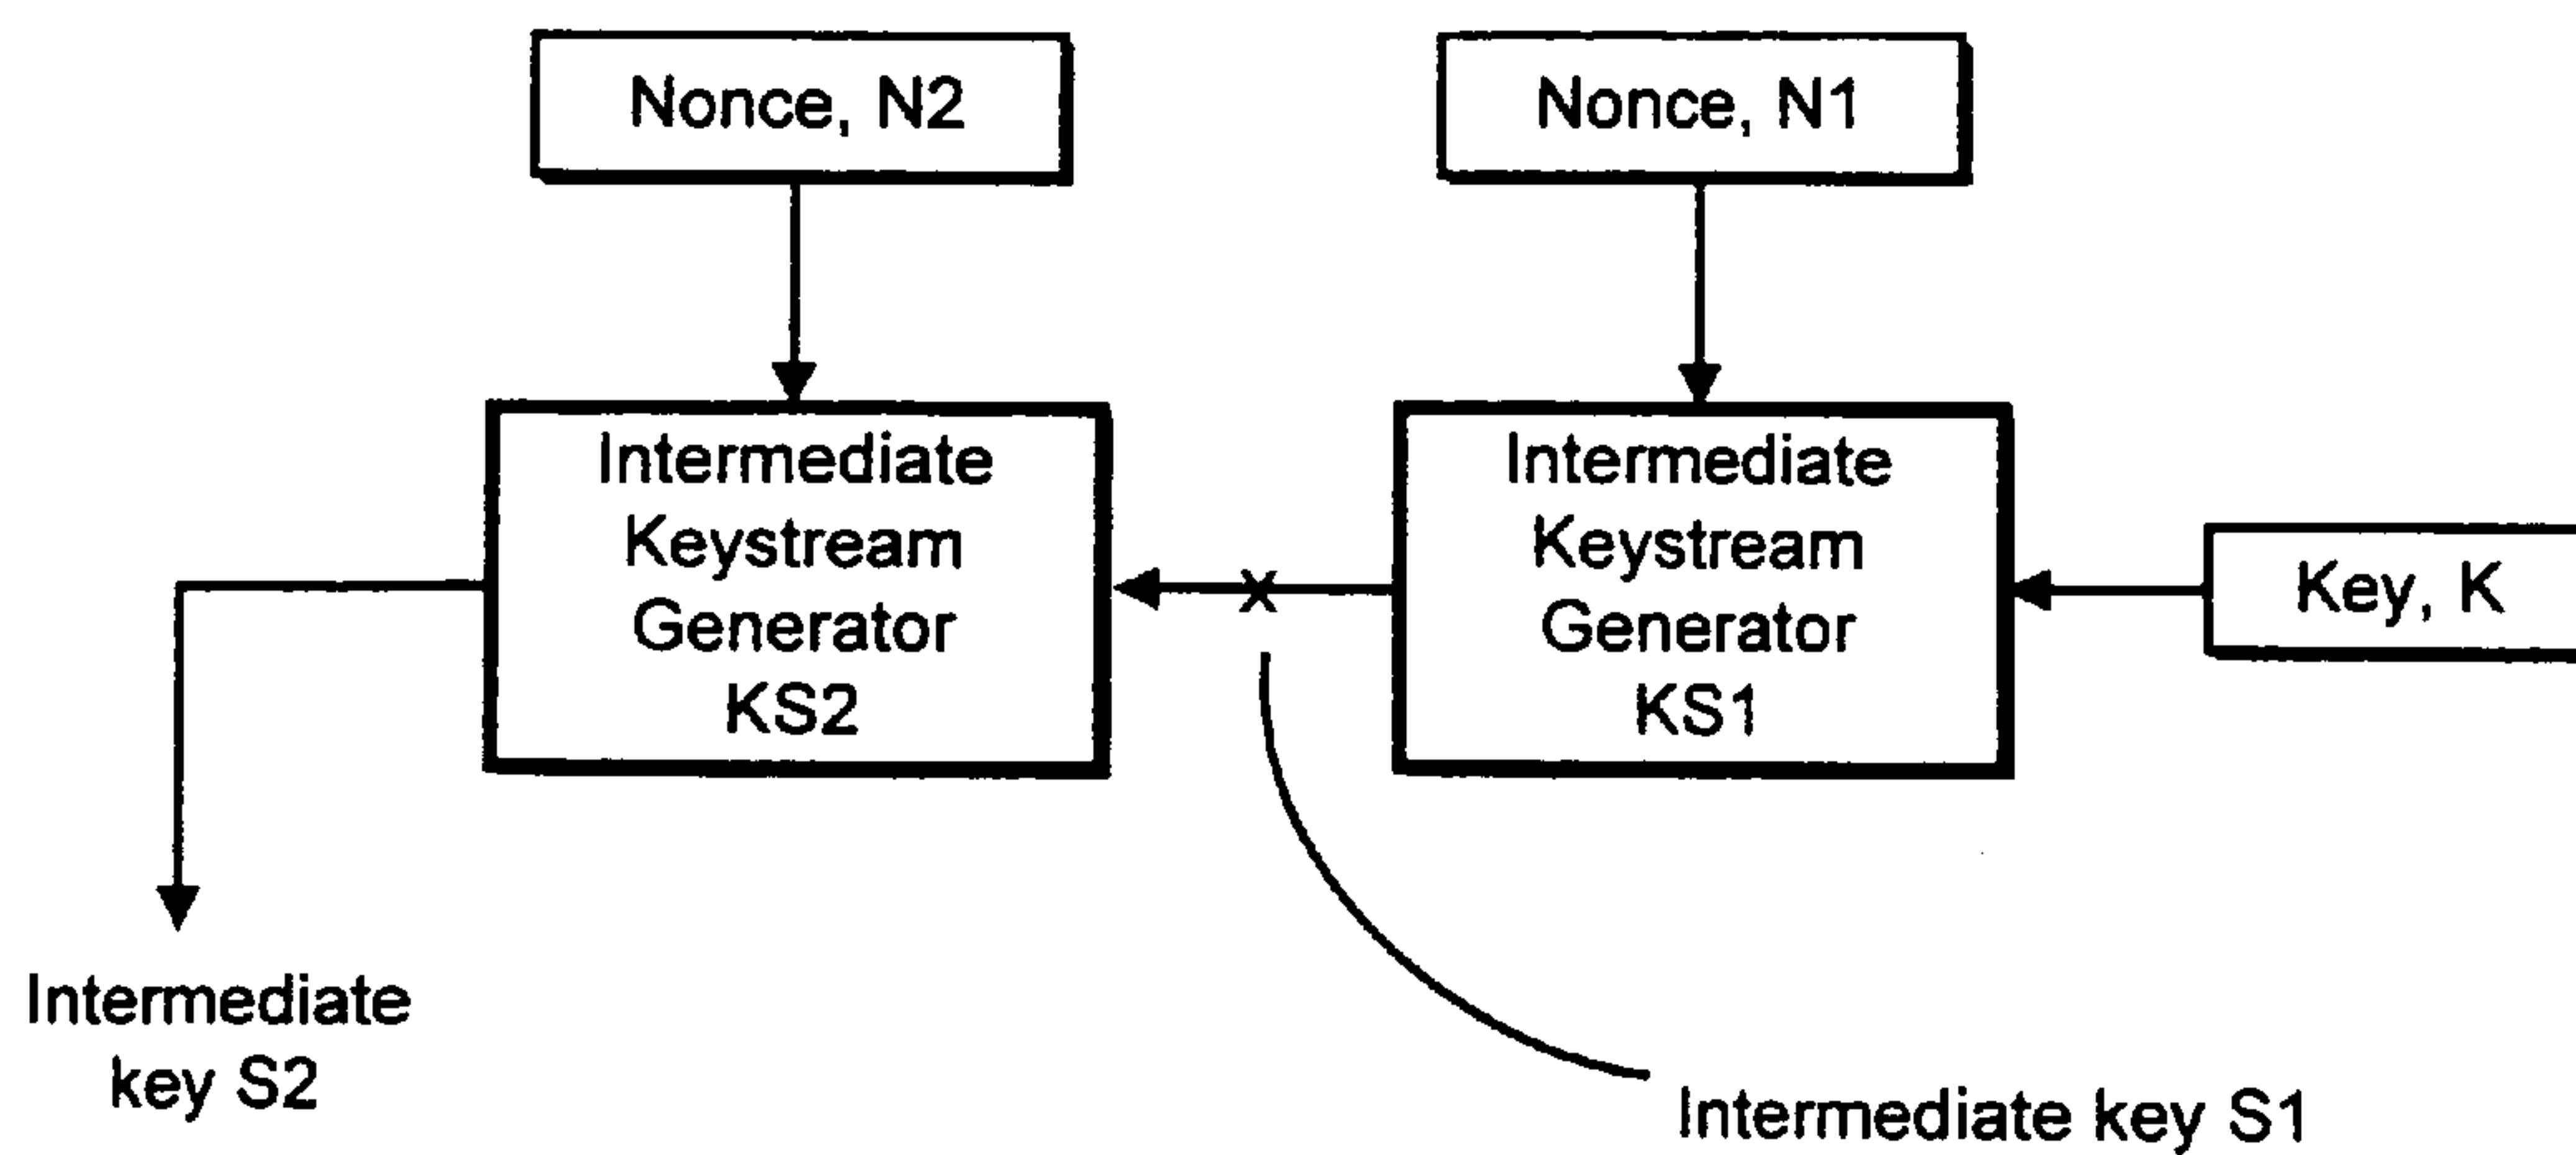 Nonce, N2
Nonce, N1
Intermediate
Keystream
Generator
KS2
Intermediate
Keystream
Generator
KS1
Key, K
Intermediate
key S2
Intermediate key S1